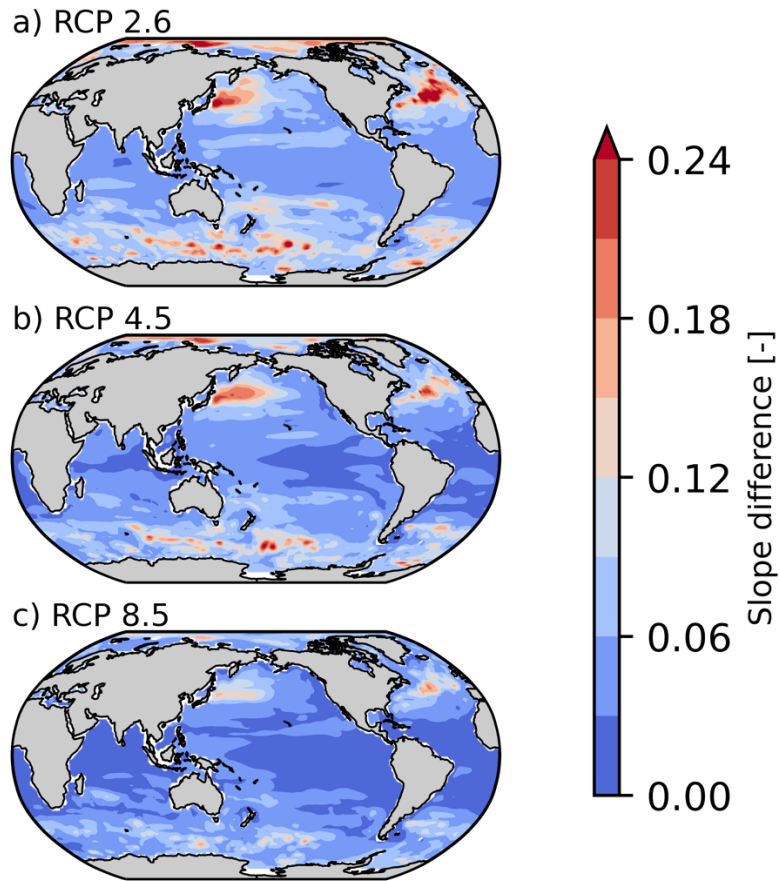 a) RCP 2.6
b) RCP 4.5
c) RCP 8.5
0.24
0.18
0.12
0.06
0.00
Slope difference [-]